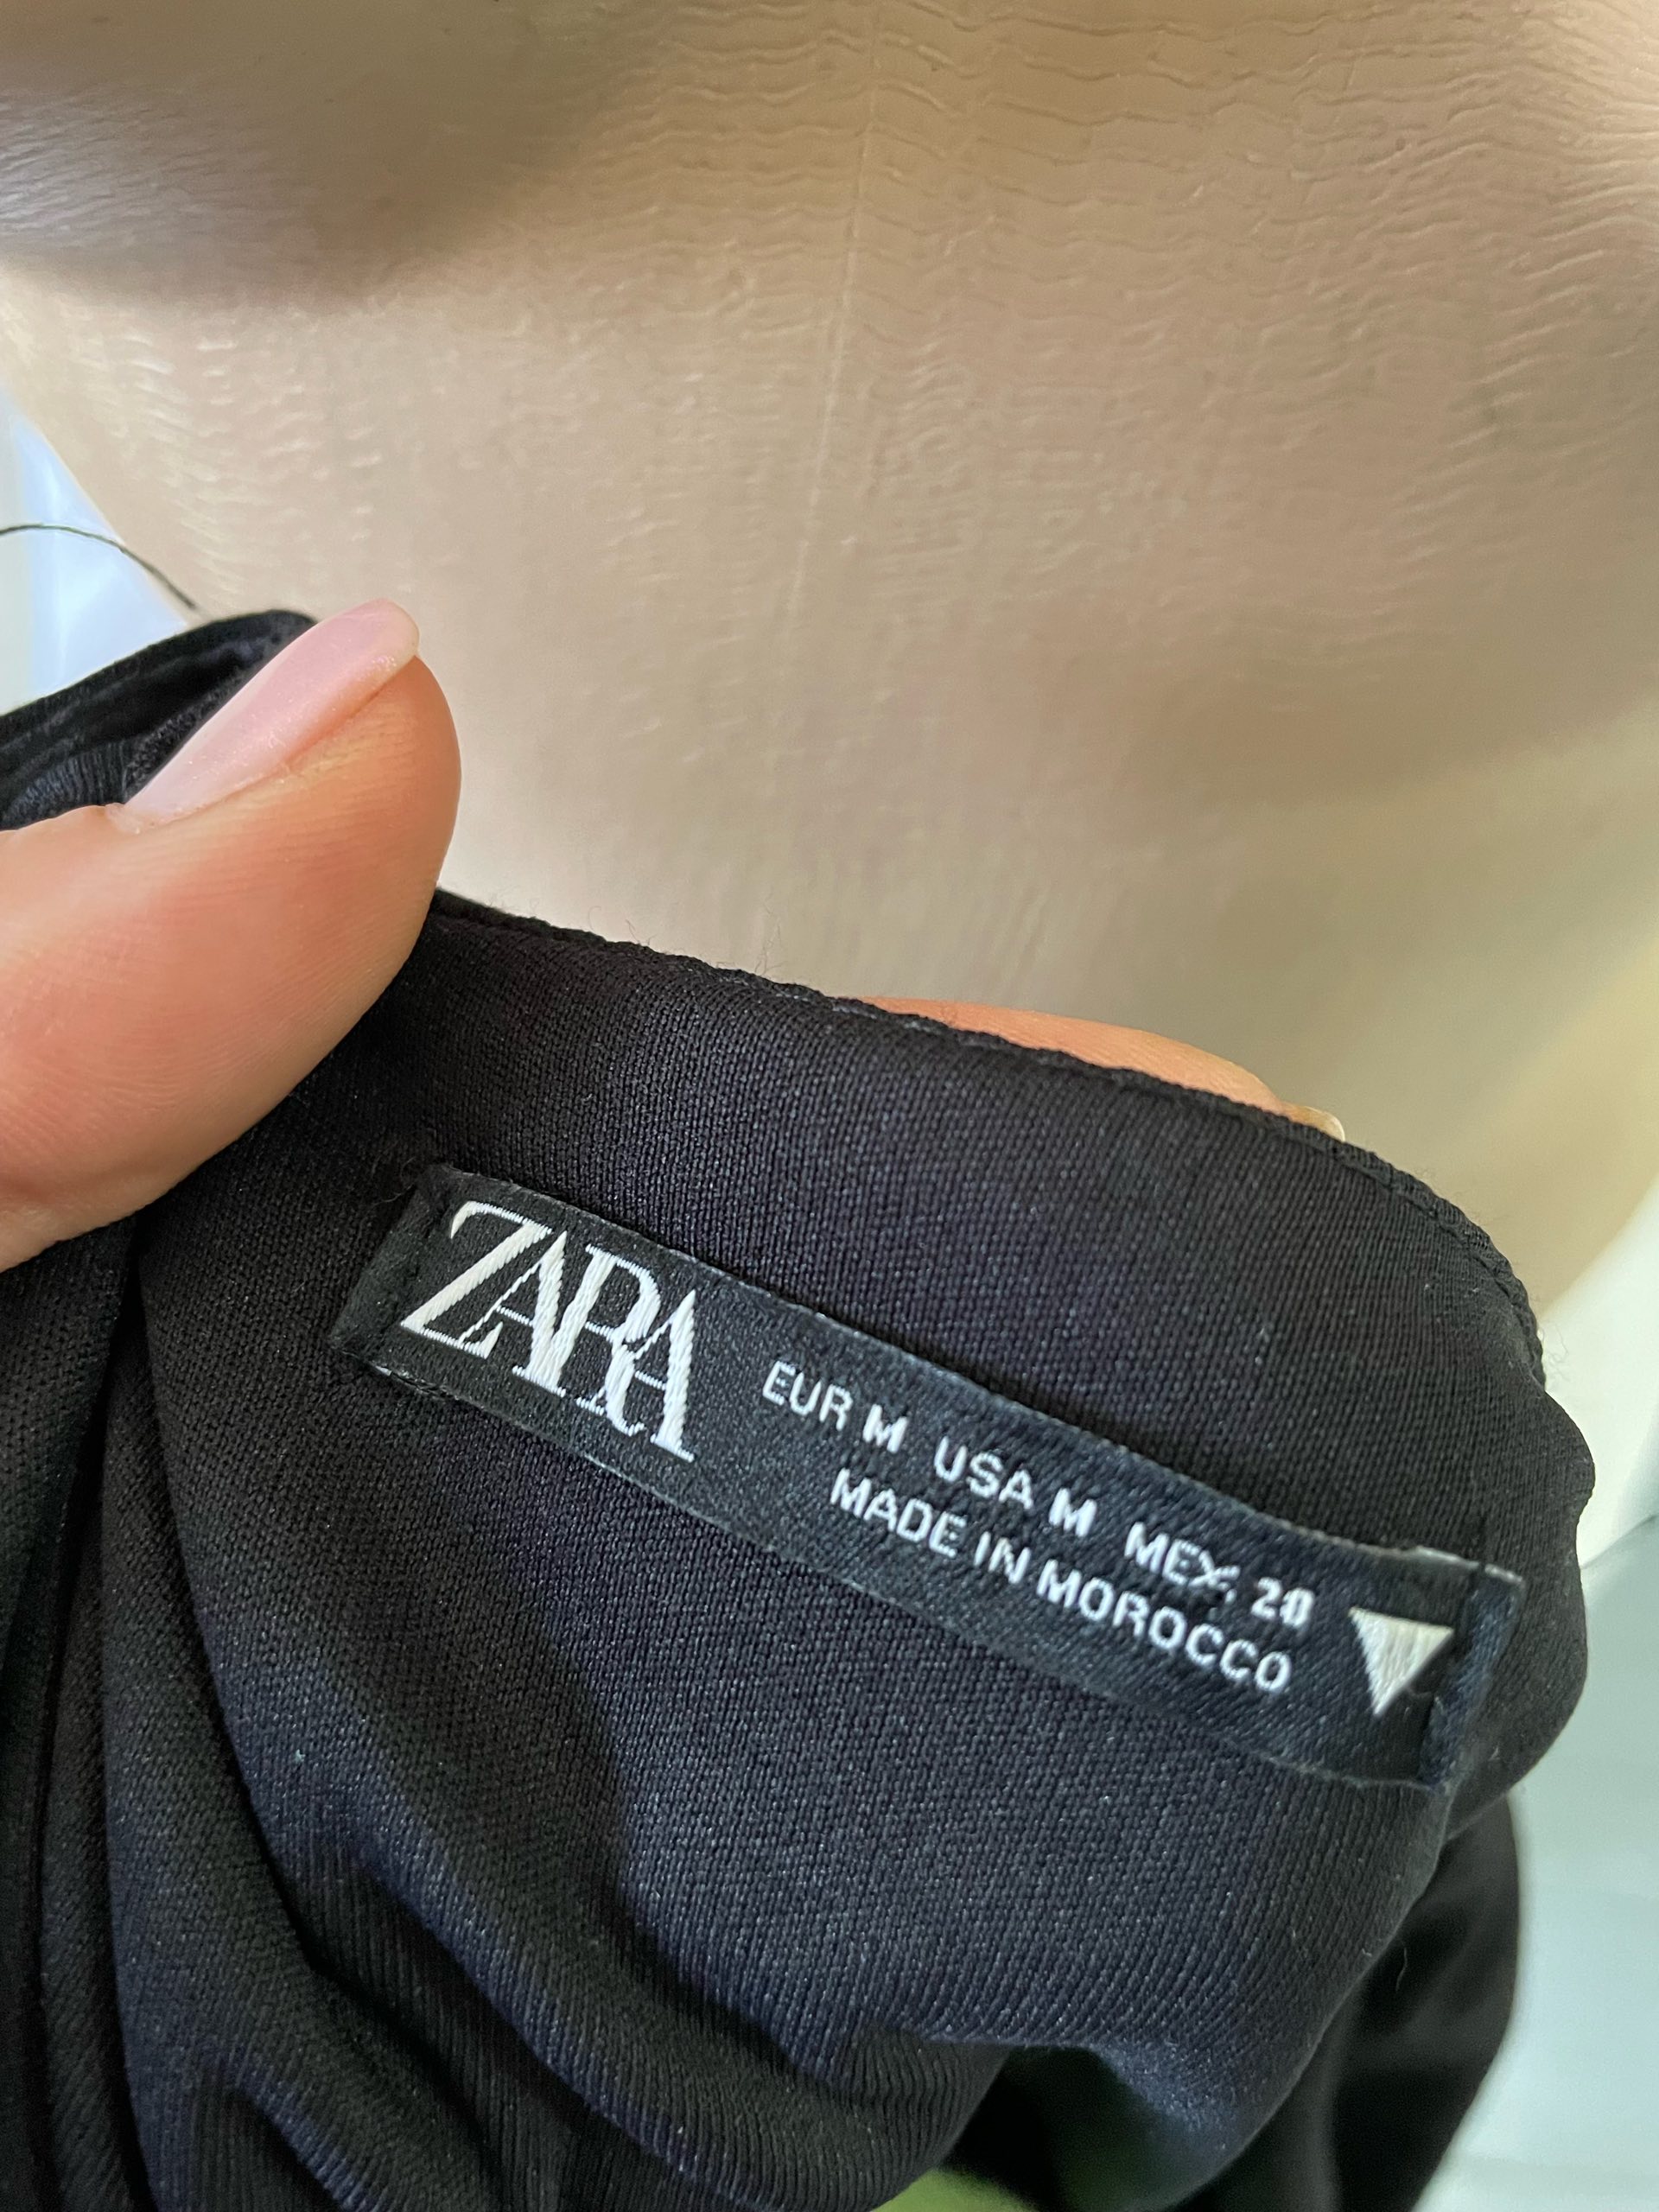 ZARA
EUR M USA M MEX 28
MADE IN MOROCCO